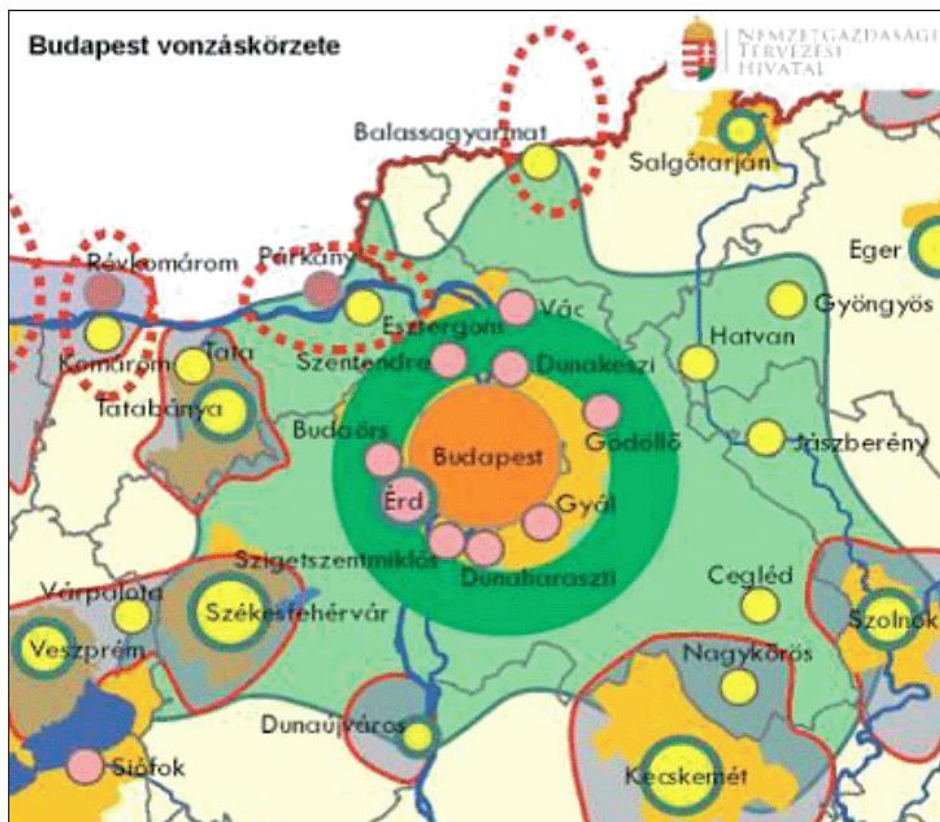 Budapest vonzáskörzete
NEMZETGAZDASÁGI
TERVEZÉSI
HIVATAL
Balassagyarmat
Salgótarján
Eger
Révkomárom
Párkány
Vác
Gyöngyös
Esztergom
Hatvan
Komárom
Tata
Szentendre
Dunakeszi
Tatabánya
Budaörs
Gödöllő
Jászberény
Budapest
Érd
Gyál
Szigetszentmiklós
Dunaharaszti
Cegléd
Várpalota
Székesfehérvár
Szolnok
Veszprém
Nagykőrös
Dunaújváros
Siófok
Kecskemét